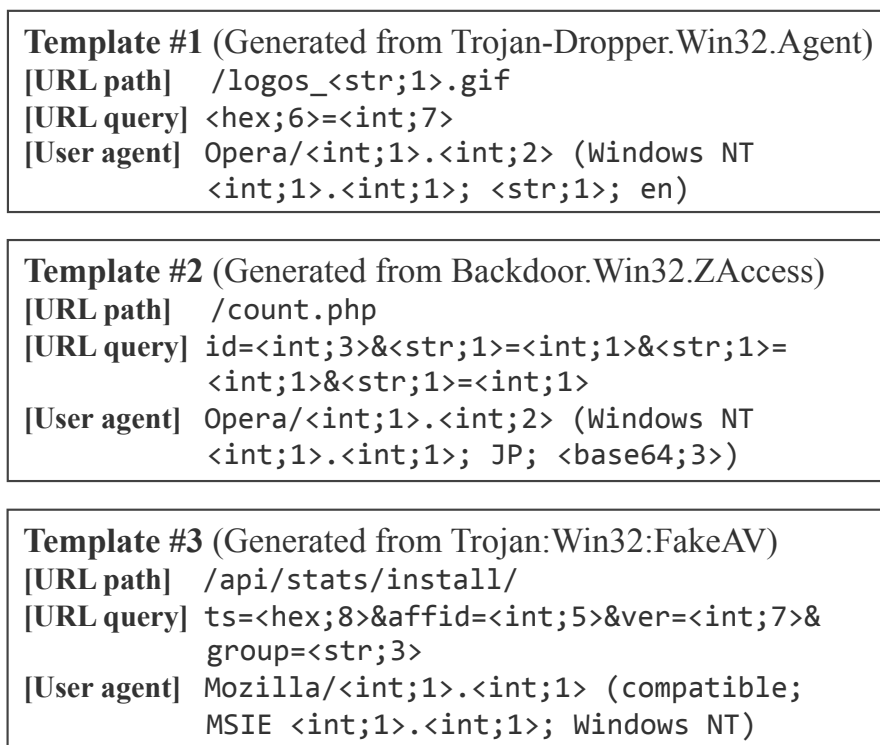 Template #1 (Generated from Trojan-Dropper.Win32.Agent)
[URL path] /logos_<str;1>.gif
[URL query] <hex;6>=<int;7>
[User agent] Opera/<int;1>.<int;2> (Windows NT
<int;1>.<int;1>; <str;1>; en)
Template #2 (Generated from Backdoor.Win32.ZAccess)
[URL path] /count.php
[URL query] id=<int;3>&<str;1>=<int;1>&<str;1>=
<int;1>&<str;1>=<int;1>
[User agent] Opera/<int;1>.<int;2> (Windows NT
<int;1>.<int;1>; JP; <base64;3>)
Template #3 (Generated from Trojan:Win32:FakeAV)
[URL path] /api/stats/install/
[URL query] ts=<hex;8>&affid=<int;5>&ver=<int;7>&
group=<str;3>
[User agent] Mozilla/<int;1>.<int;1> (compatible;
MSIE <int;1>.<int;1>; Windows NT)